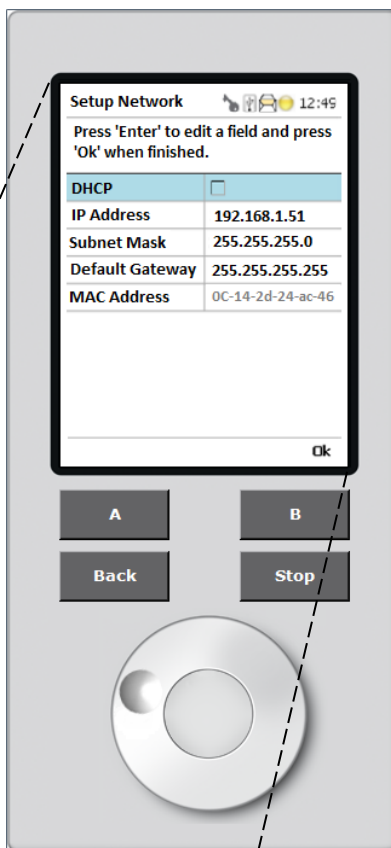 Setup Network 12:45
Press 'Enter' to edit a field and press
'Ok' when finished.
DHCP
IP Address 192.168.1.51
Subnet Mask 255.255.255.0
Default Gateway 255.255.255.255
MAC Address 0C-14-2d-24-ac-46
Ok
A B
Back Stop